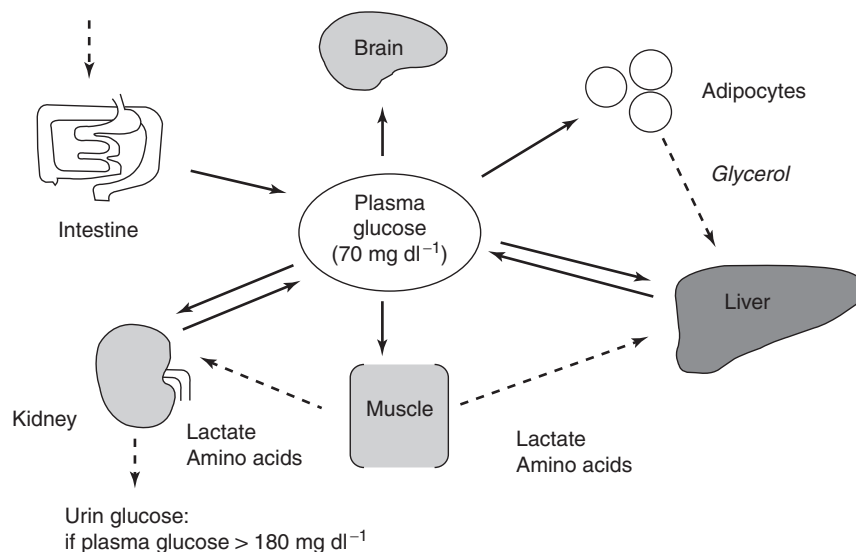 Brain
Adipocytes
Glycerol
Intestine
Plasma
glucose
(70 mg dl⁻¹)
Liver
Kidney
Muscle
Lactate
Amino acids
Lactate
Amino acids
Urin glucose:
if plasma glucose > 180 mg dl⁻¹